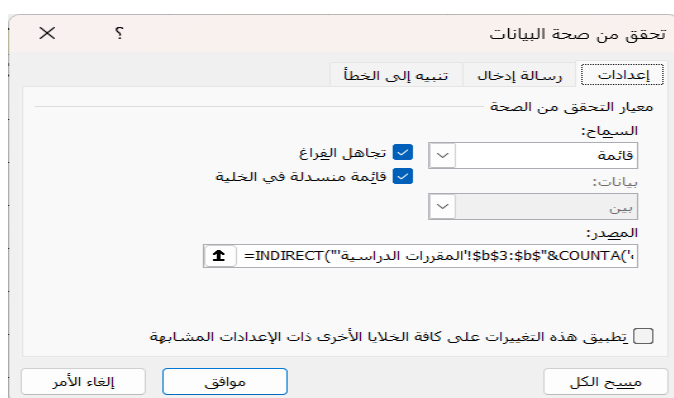 تحقق من صحة البيانات
إعدادات رسالة إدخال تنبيه إلى الخطأ
معيار التحقق من الصحة
السماح:
قائمة
تجاهل الفراغ
قائمة منسدلة في الخلية
بيانات:
بين
المصدر:
=INDIRECT("'المقررات الدراسية'!$b$3:$b$"&COUNTA('
تطبيق هذه التغييرات على كافة الخلايا الأخرى ذات الإعدادات المشابهة
مسح الكل موافق إلغاء الأمر